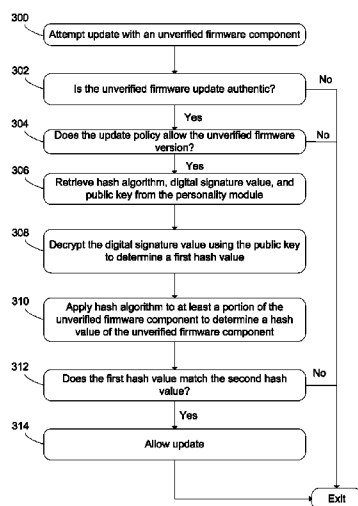 300
Attempt update with an unverified firmware component
302
No
Is the unverified firmware update authentic?
Yes
304
Does the update policy allow the unverified firmware
version?
No
Yes
306
Retrieve hash algorithm, digital signature value, and
public key from the personality module
308
Decrypt the digital signature value using the public key
to determine a first hash value
310
Apply hash algorithm to at least a portion of the
unverified firmware component to determine a hash
value of the unverified firmware component
312
Does the first hash value match the second hash
value?
No
Yes
314
Allow update
Exit